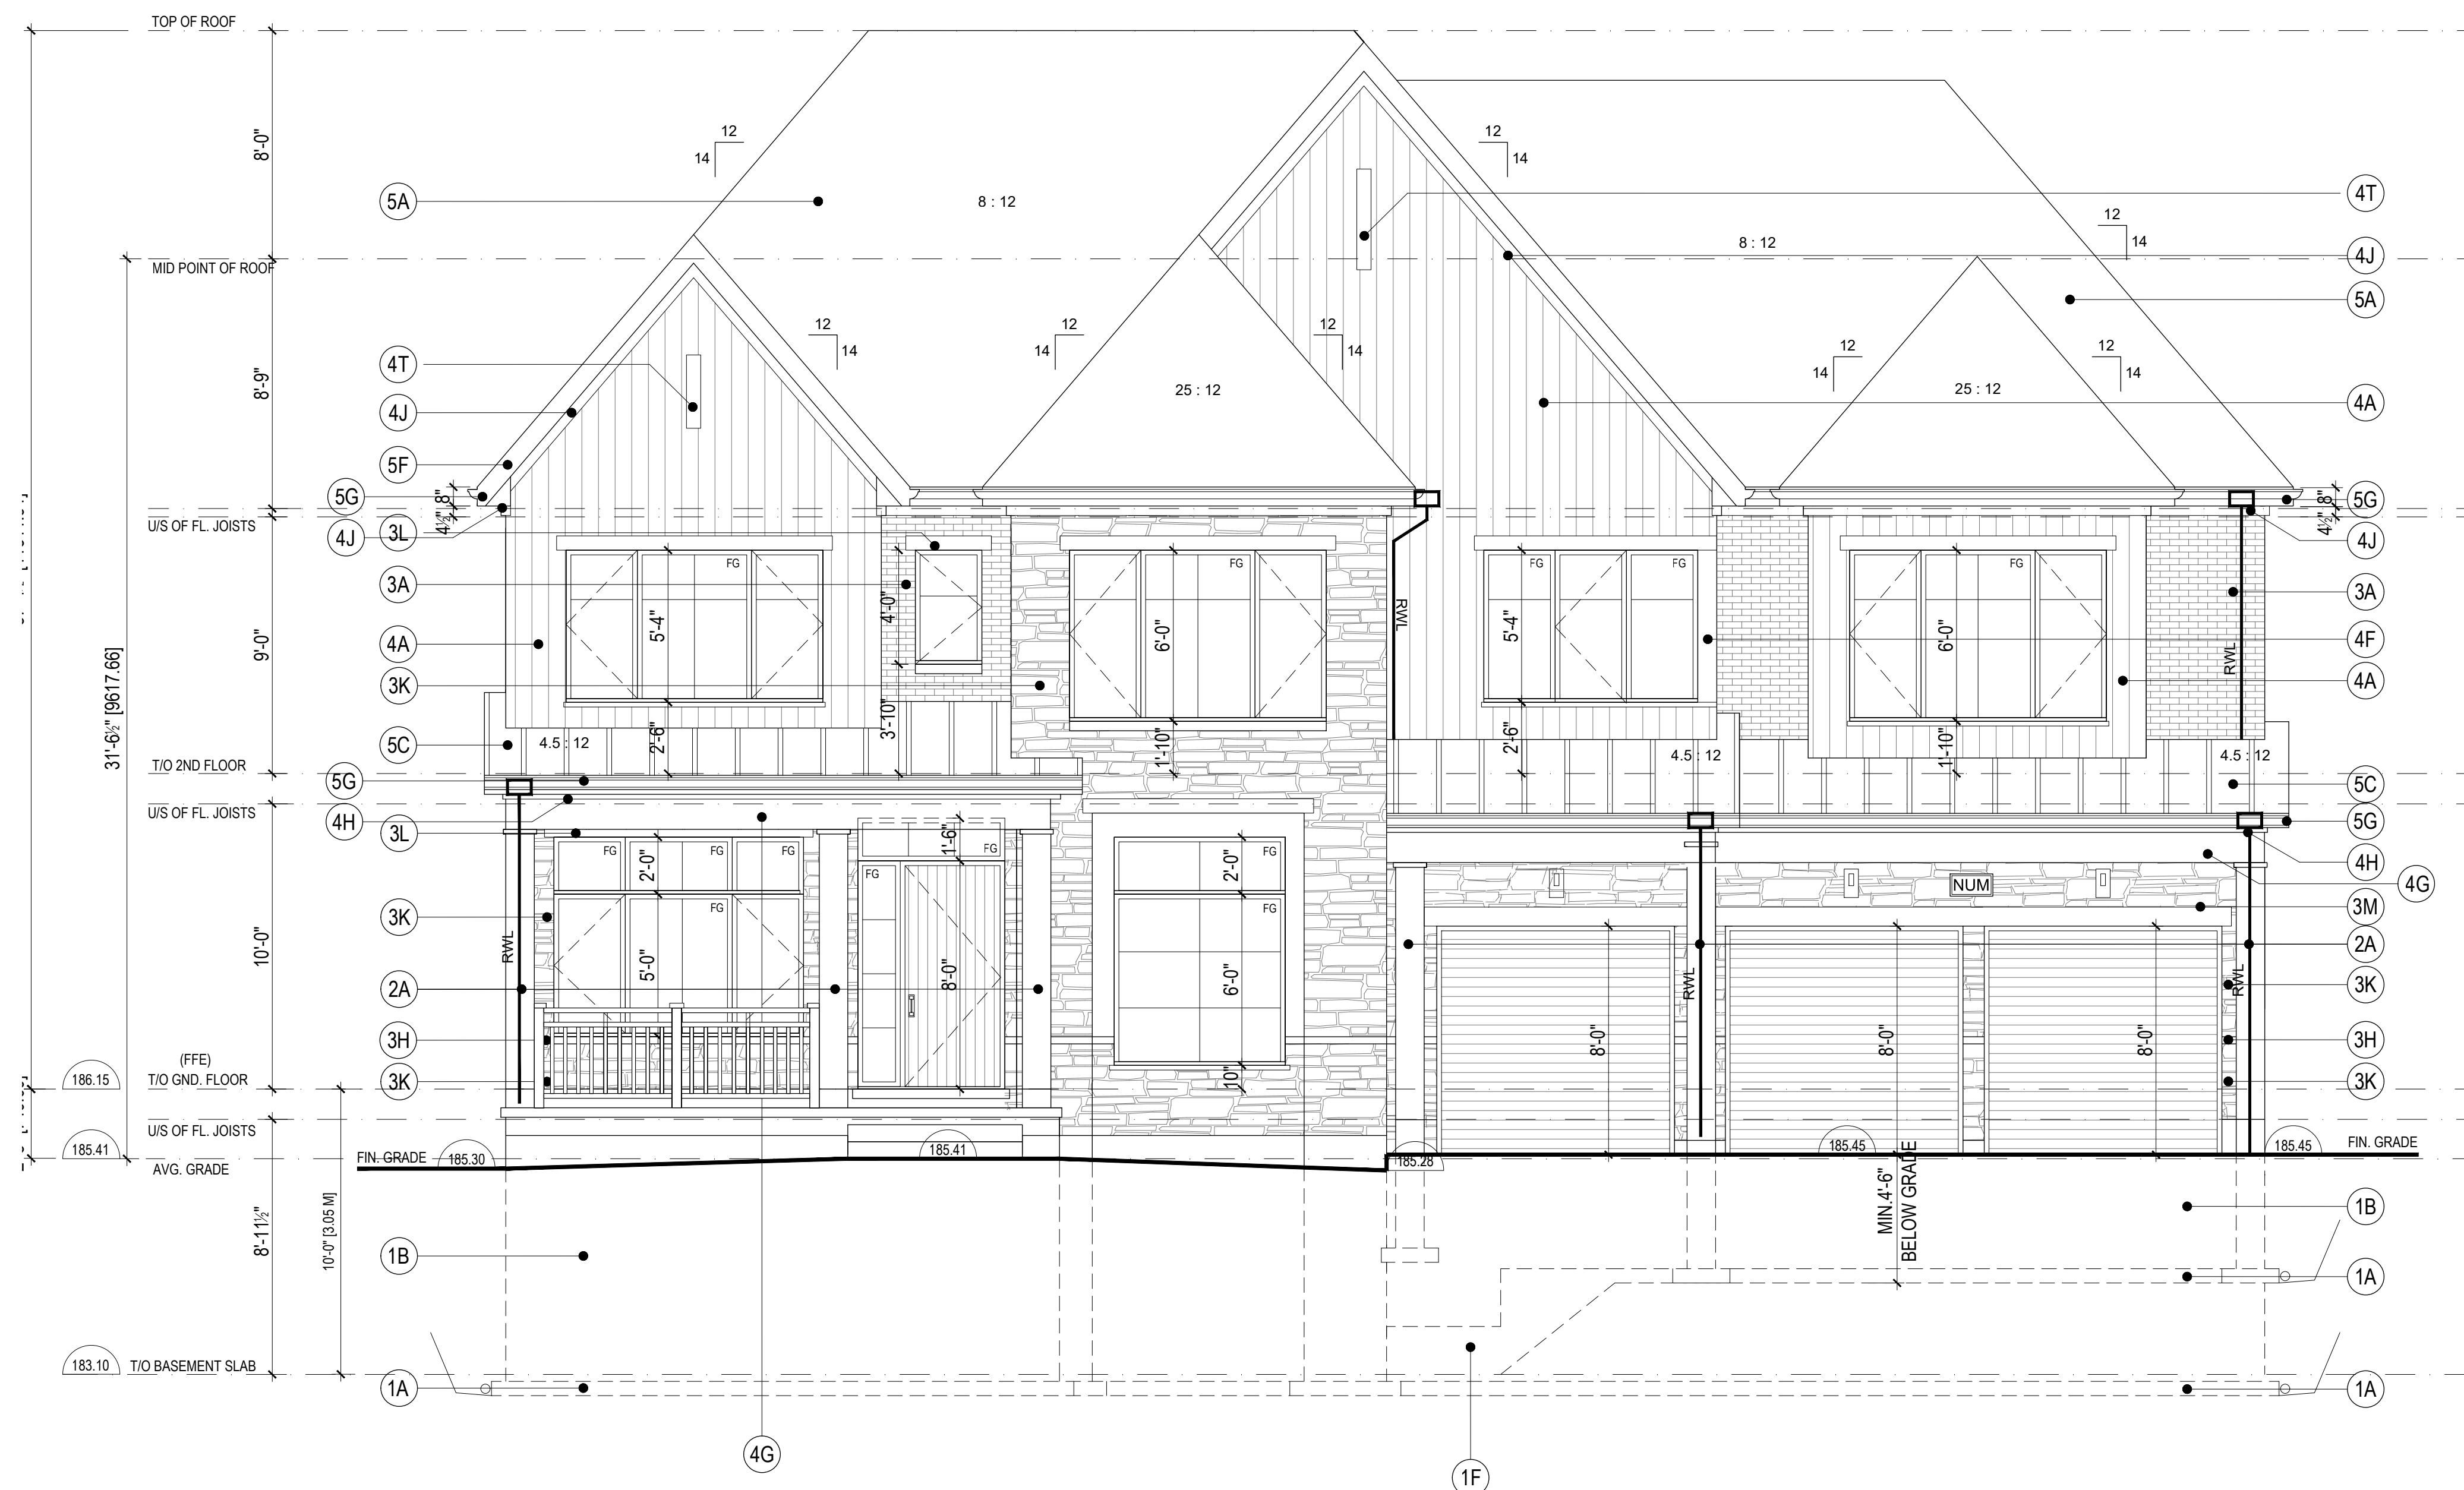 TOP OF ROOF
12
14
12
14
8'-0"
5A
8 : 12
4T
12
14
8 : 12
4J
MID POINT OF ROOF
5A
12
14
12
14
12
14
12
14
12
14
4T
8'-9"
25 : 12
25 : 12
4J
4A
5F
5G
8"
5G
8"
4½"
4½"
U/S OF FL. JOISTS
4J
3L
4J
FG
FG
FG
FG
FG
3A
3A
4'-0"
RWL
5'-4"
6'-0"
5'-4"
6'-0"
9'-0"
4A
4F
31'-6½" [9617.66]
RWL
3K
4A
2'-6"
3'-10"
1'-10"
2'-6"
1'-10"
5C
4.5 : 12
4.5 : 12
4.5 : 12
T/O 2ND FLOOR
5G
5C
U/S OF FL. JOISTS
4H
5G
3L
1'-6"
4H
FG
FG
FG
FG
FG
2'-0"
2'-0"
4G
FG
NUM
FG
FG
3K
3M
10'-0"
RWL
2A
5'-0"
8'-0"
6'-0"
RWL
RWL
2A
3K
3H
8'-0"
8'-0"
8'-0"
3H
(FFE)
186.15
T/O GND. FLOOR
3K
10"
3K
U/S OF FL. JOISTS
185.41
AVG. GRADE
FIN. GRADE
185.30
185.41
185.28
185.45
185.45
FIN. GRADE
MIN.4'-6"
BELOW GRADE
8'-1½"
10'-0" [3.05 M]
1B
1B
1A
183.10
T/O BASEMENT SLAB
1A
1A
4G
1F